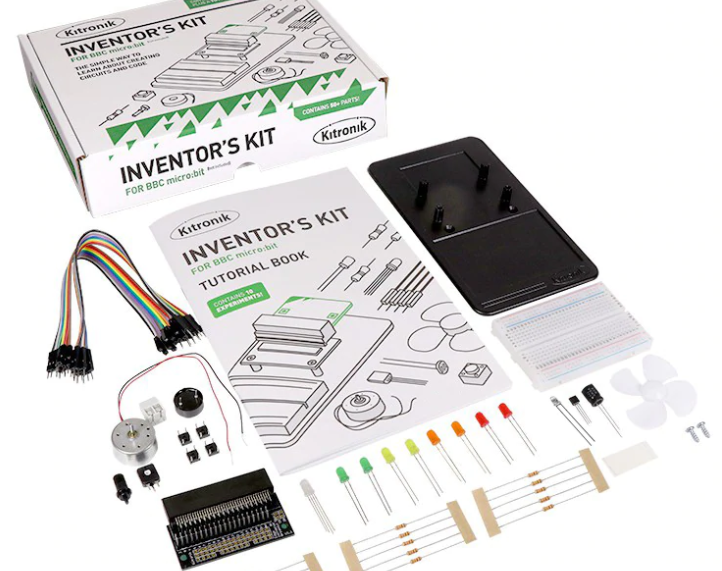 Kitronik
INVENTOR'S KIT
FOR BBC micro:bit
THE SIMPLE WAY TO
LEARN ABOUT CREATING
CIRCUITS AND CODE
CONTAINS 80+ PARTS!
INVENTOR'S KIT
FOR BBC micro:bit
Kitronik
Kitronik
INVENTOR'S KIT
FOR BBC micro:bit
TUTORIAL BOOK
CONTAINS 10
EXPERIMENTS!